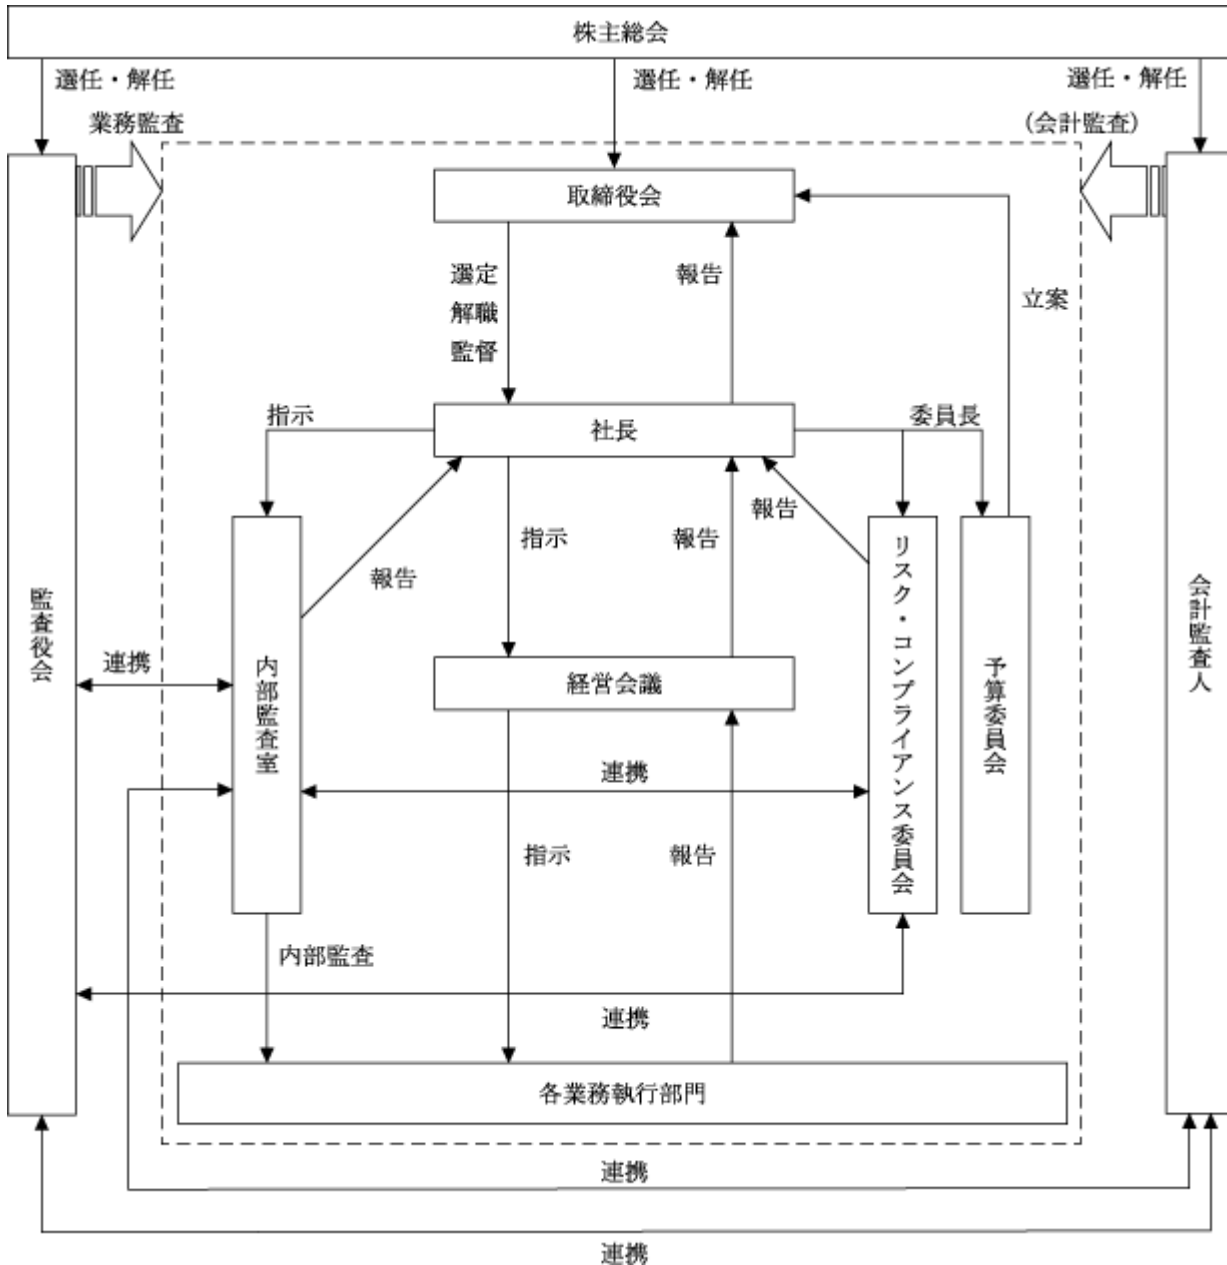 株主総会
選任・解任
選任・解任
選任・解任
業務監査
(会計監査)
取締役会
選定
解職
監督
報告
立案
指示
社長
委員長
報告
指示
報告
報告
監査役会
連携
内部監査室
経営会議
リスク・コンプライアンス委員会
予算委員会
会計監査人
連携
指示
報告
内部監査
連携
各業務執行部門
連携
連携